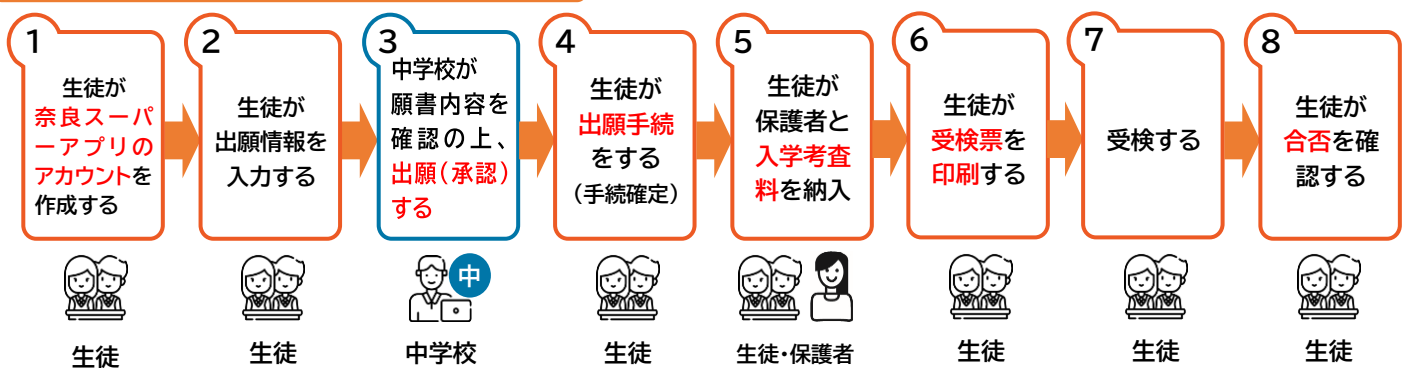 1
生徒が
奈良スーパ
ーアプリの
アカウントを
作成する
2
生徒が
出願情報を
入力する
3
中学校が
願書内容を
確認の上、
出願(承認)
する
4
生徒が
出願手続
をする
(手続確定)
5
生徒が
保護者と
入学考査
料を納入
6
生徒が
受検票を
印刷する
7
受検する
8
生徒が
合否を確
認する
生徒
生徒
中
中学校
生徒
生徒・保護者
生徒
生徒
生徒